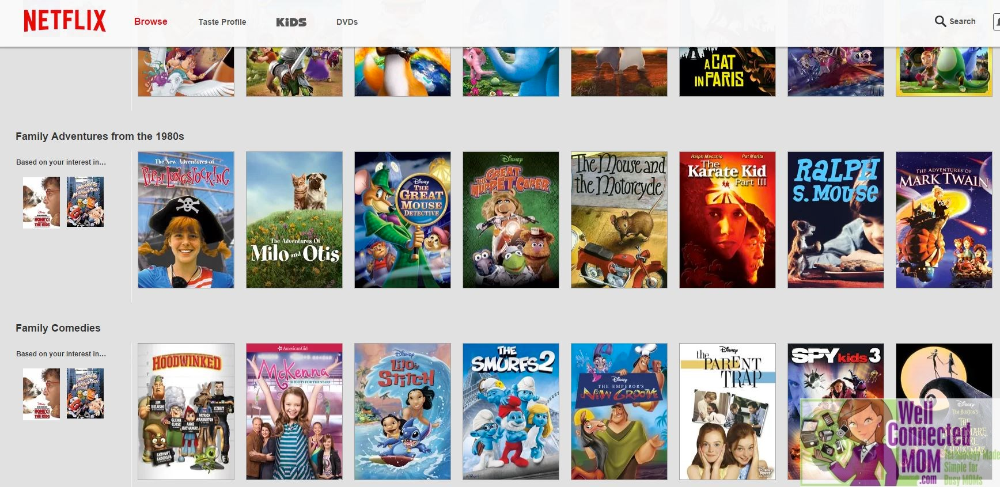 NETFLIX
Browse
Taste Profile
KiDS
DVDs
Search
A CAT
IN PARIS
Family Adventures from the 1980s
Based on your interest in...
HONEY, I
THE KIDS
MUPPETS
MANHATTAN
The New Adventures of
PIPPI LONGSTOCKING
The Adventures Of
Milo and Otis
Disney
THE
GREAT
MOUSE
DETECTIVE
Disney
THE GREAT
MUPPET CAPER
The Mouse and
the Motorcycle
Ralph Macchio Pat Morita
The
Karate Kid
Part III
RALPH
S. MOUSE
THE ADVENTURES OF
MARK TWAIN
Family Comedies
Based on your interest in...
HONEY, I
THE KIDS
MUPPETS
MANHATTAN
HOODWINKED
JIM
BELUSHI
GLENN
CLOSE
ANNE
HATHAWAY
PATRICK
WARBURTON
XZIBIT
ANTHONY
ANDERSON
American Girl
McKenna
SHOOTS FOR THE STARS
Disney
Lilo &
Stitch
THE
SMURFS 2
Disney
THE EMPEROR'S
NEW GROOVE
Disney
the PARENT
TRAP
SPY kids 3
Disney
TIM BURTON'S
THE
NIGHTMARE
BEFORE
CHRISTMAS
Well
Connected
MOM
.com
Technology Made
Simple for
Busy MOMs